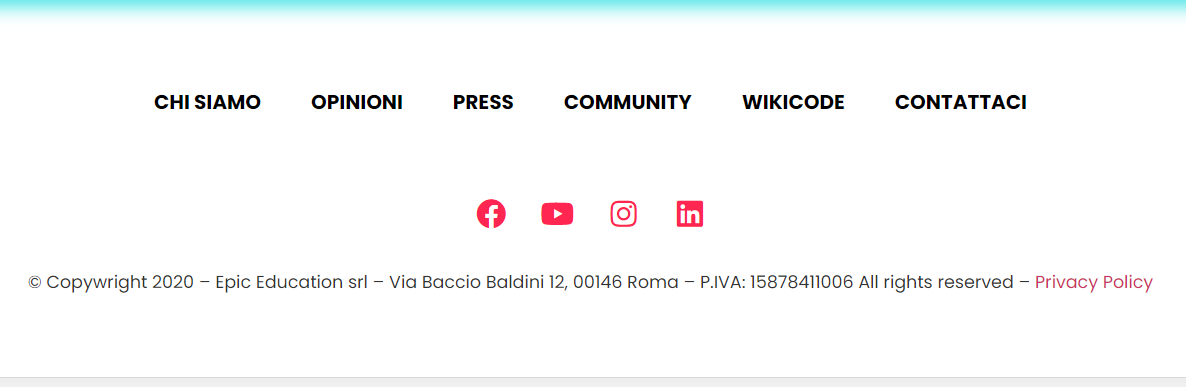 CHI SIAMO OPINIONI PRESS COMMUNITY WIKICODE CONTATTACI
© Copywright 2020 – Epic Education srl – Via Baccio Baldini 12, 00146 Roma – P.IVA: 15878411006 All rights reserved – Privacy Policy